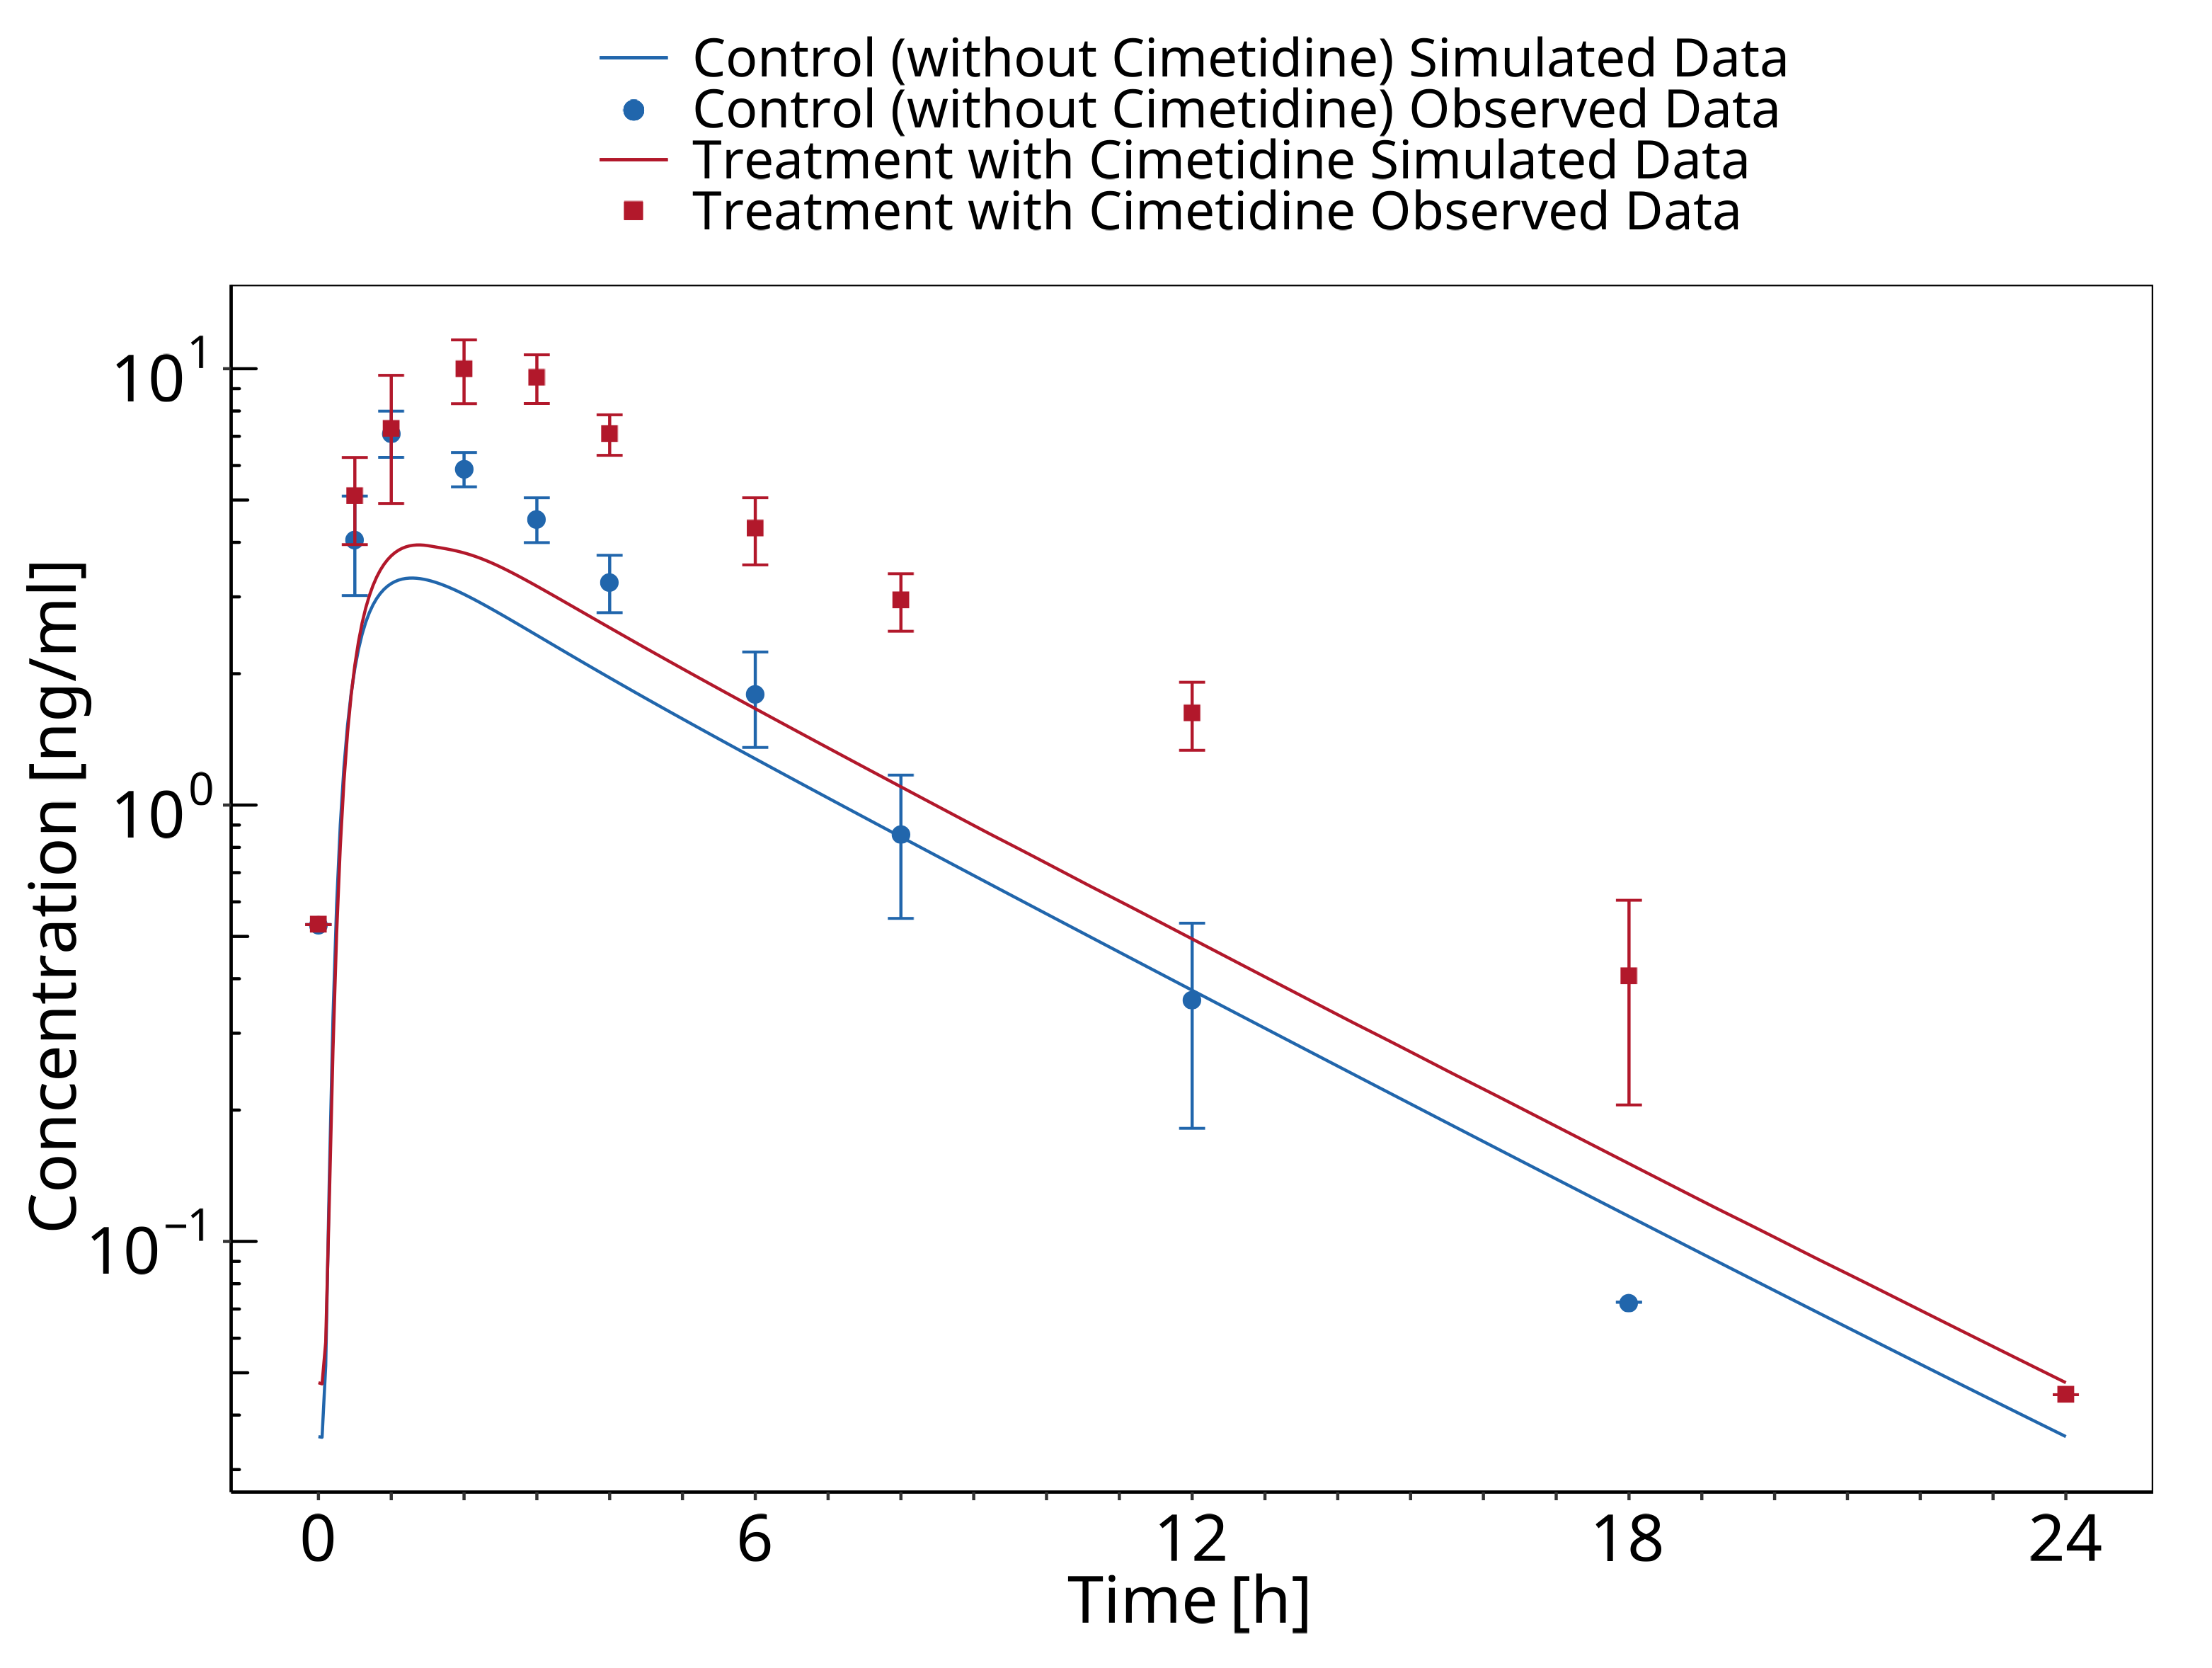 Control (without Cimetidine) Simulated Data
Control (without Cimetidine) Observed Data
Treatment with Cimetidine Simulated Data
Treatment with Cimetidine Observed Data
Concentration [ng/ml]
10¹
10⁰
10⁻¹
0 6 12 18 24
Time [h]